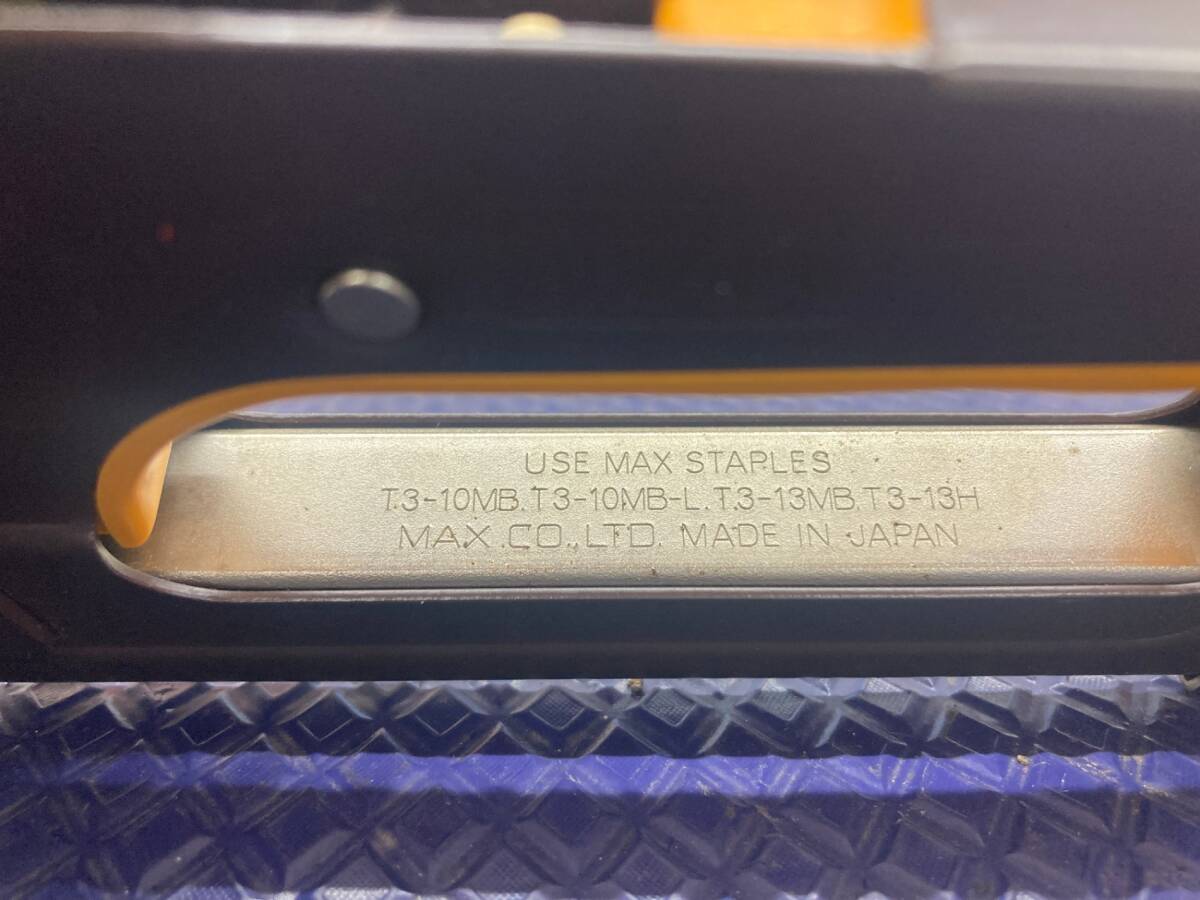 USE MAX STAPLES
T.3-10MB.T3-10MB-L.T.3-13MB.T3-13H
MAX.CO.,LTD. MADE IN JAPAN